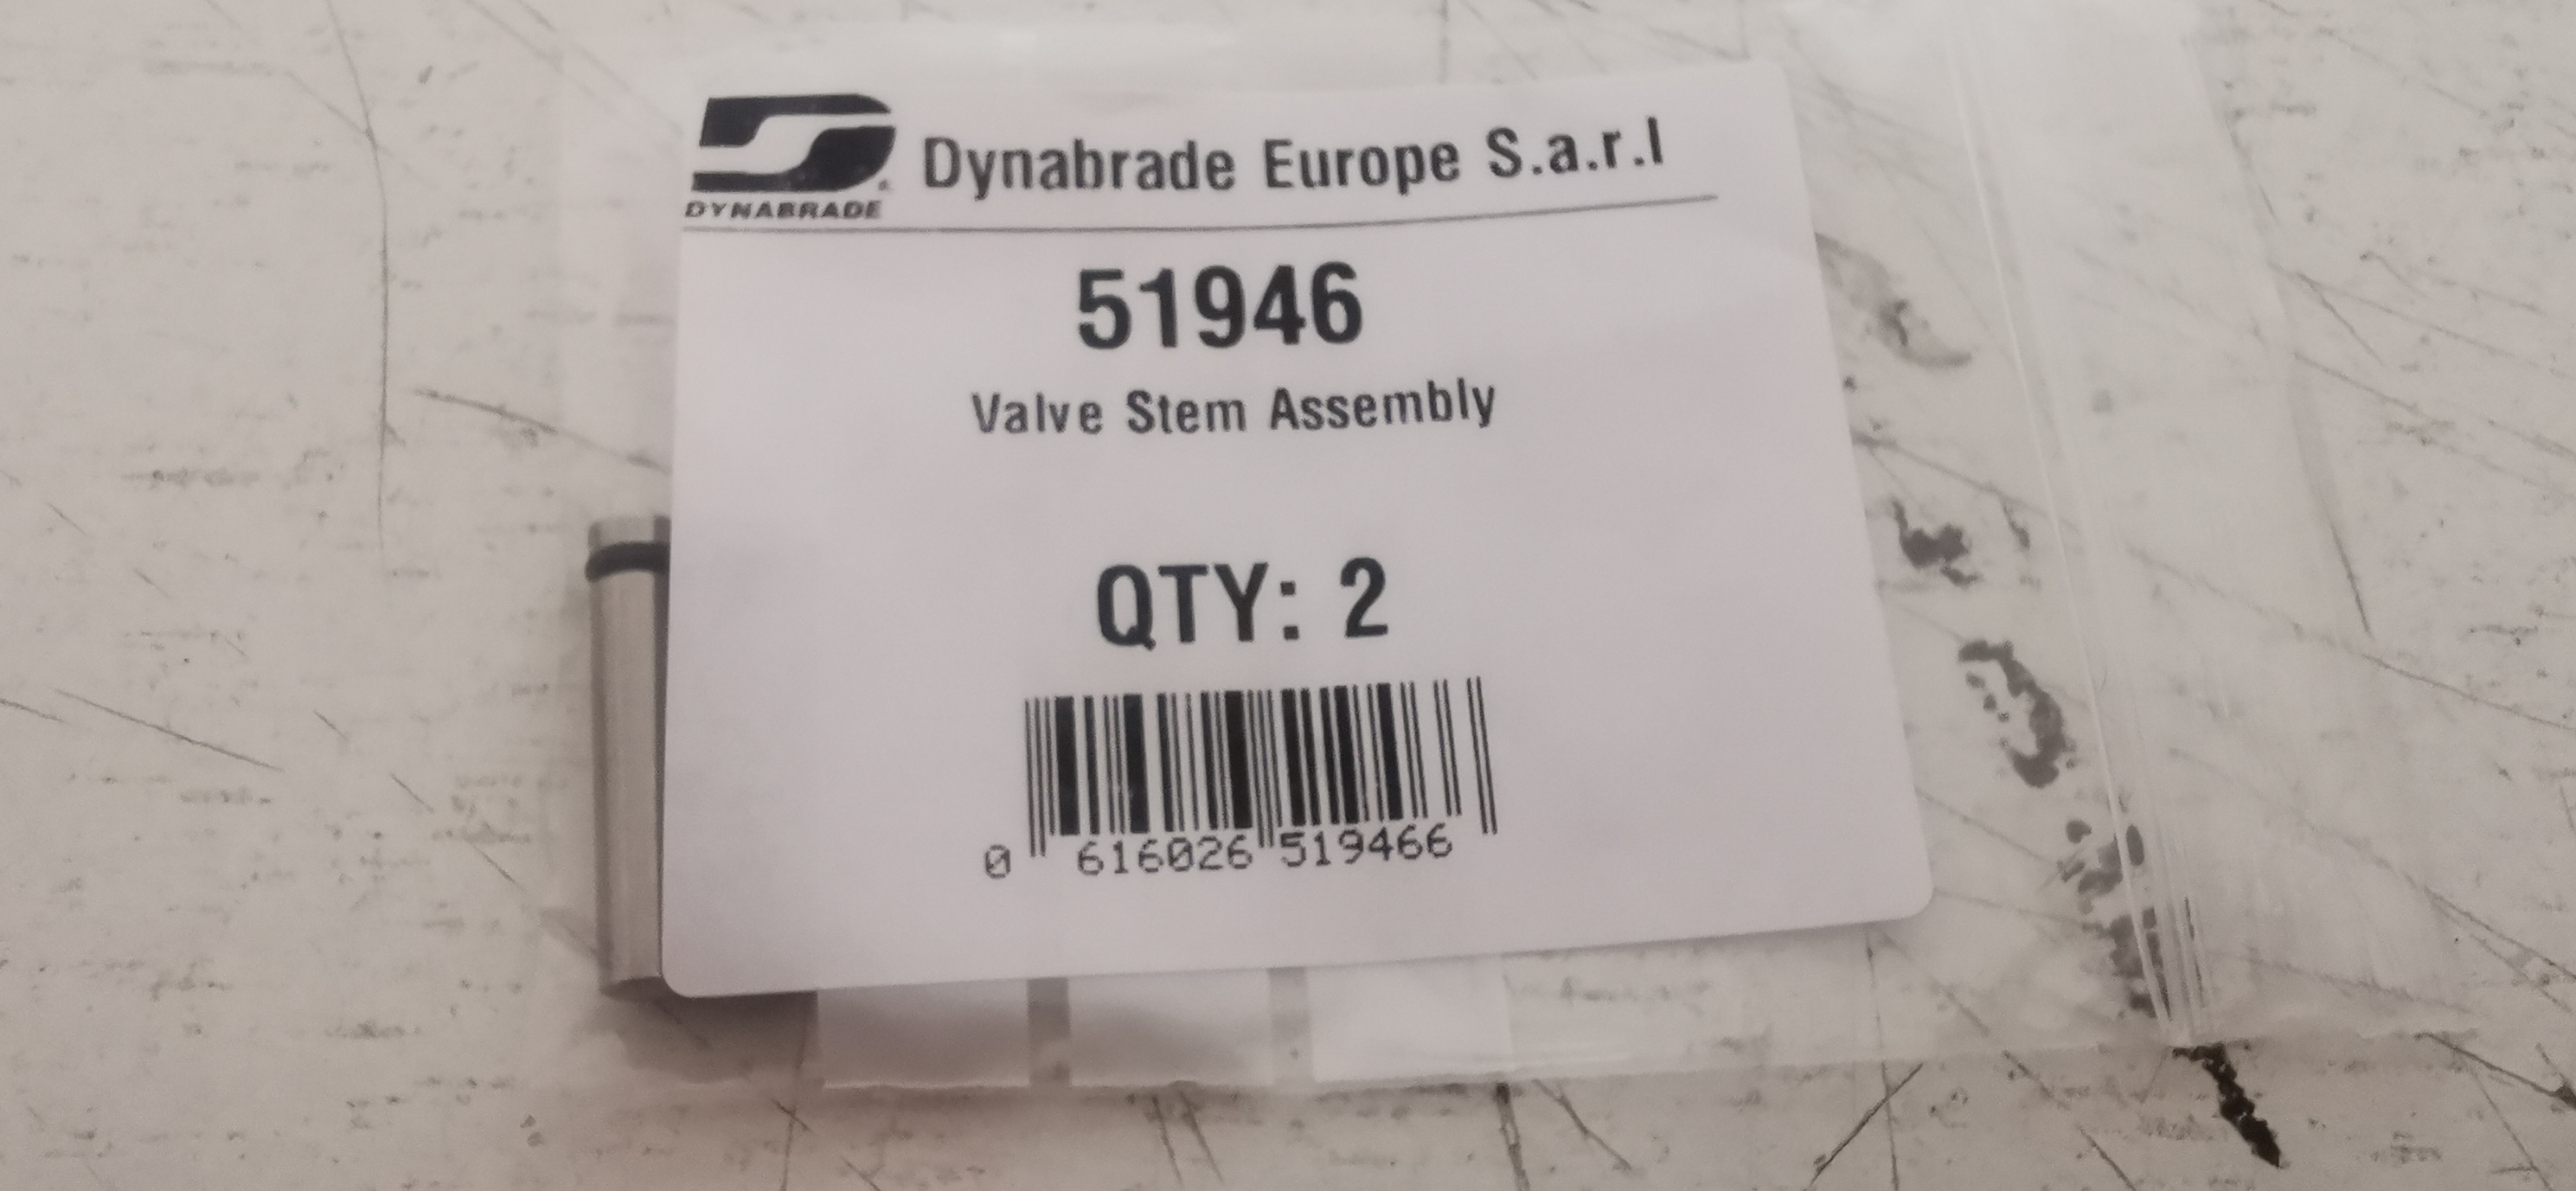 Dynabrade Europe S.a.r.l
DYNABRADE
51946
Valve Stem Assembly
QTY: 2
0 616026 519466